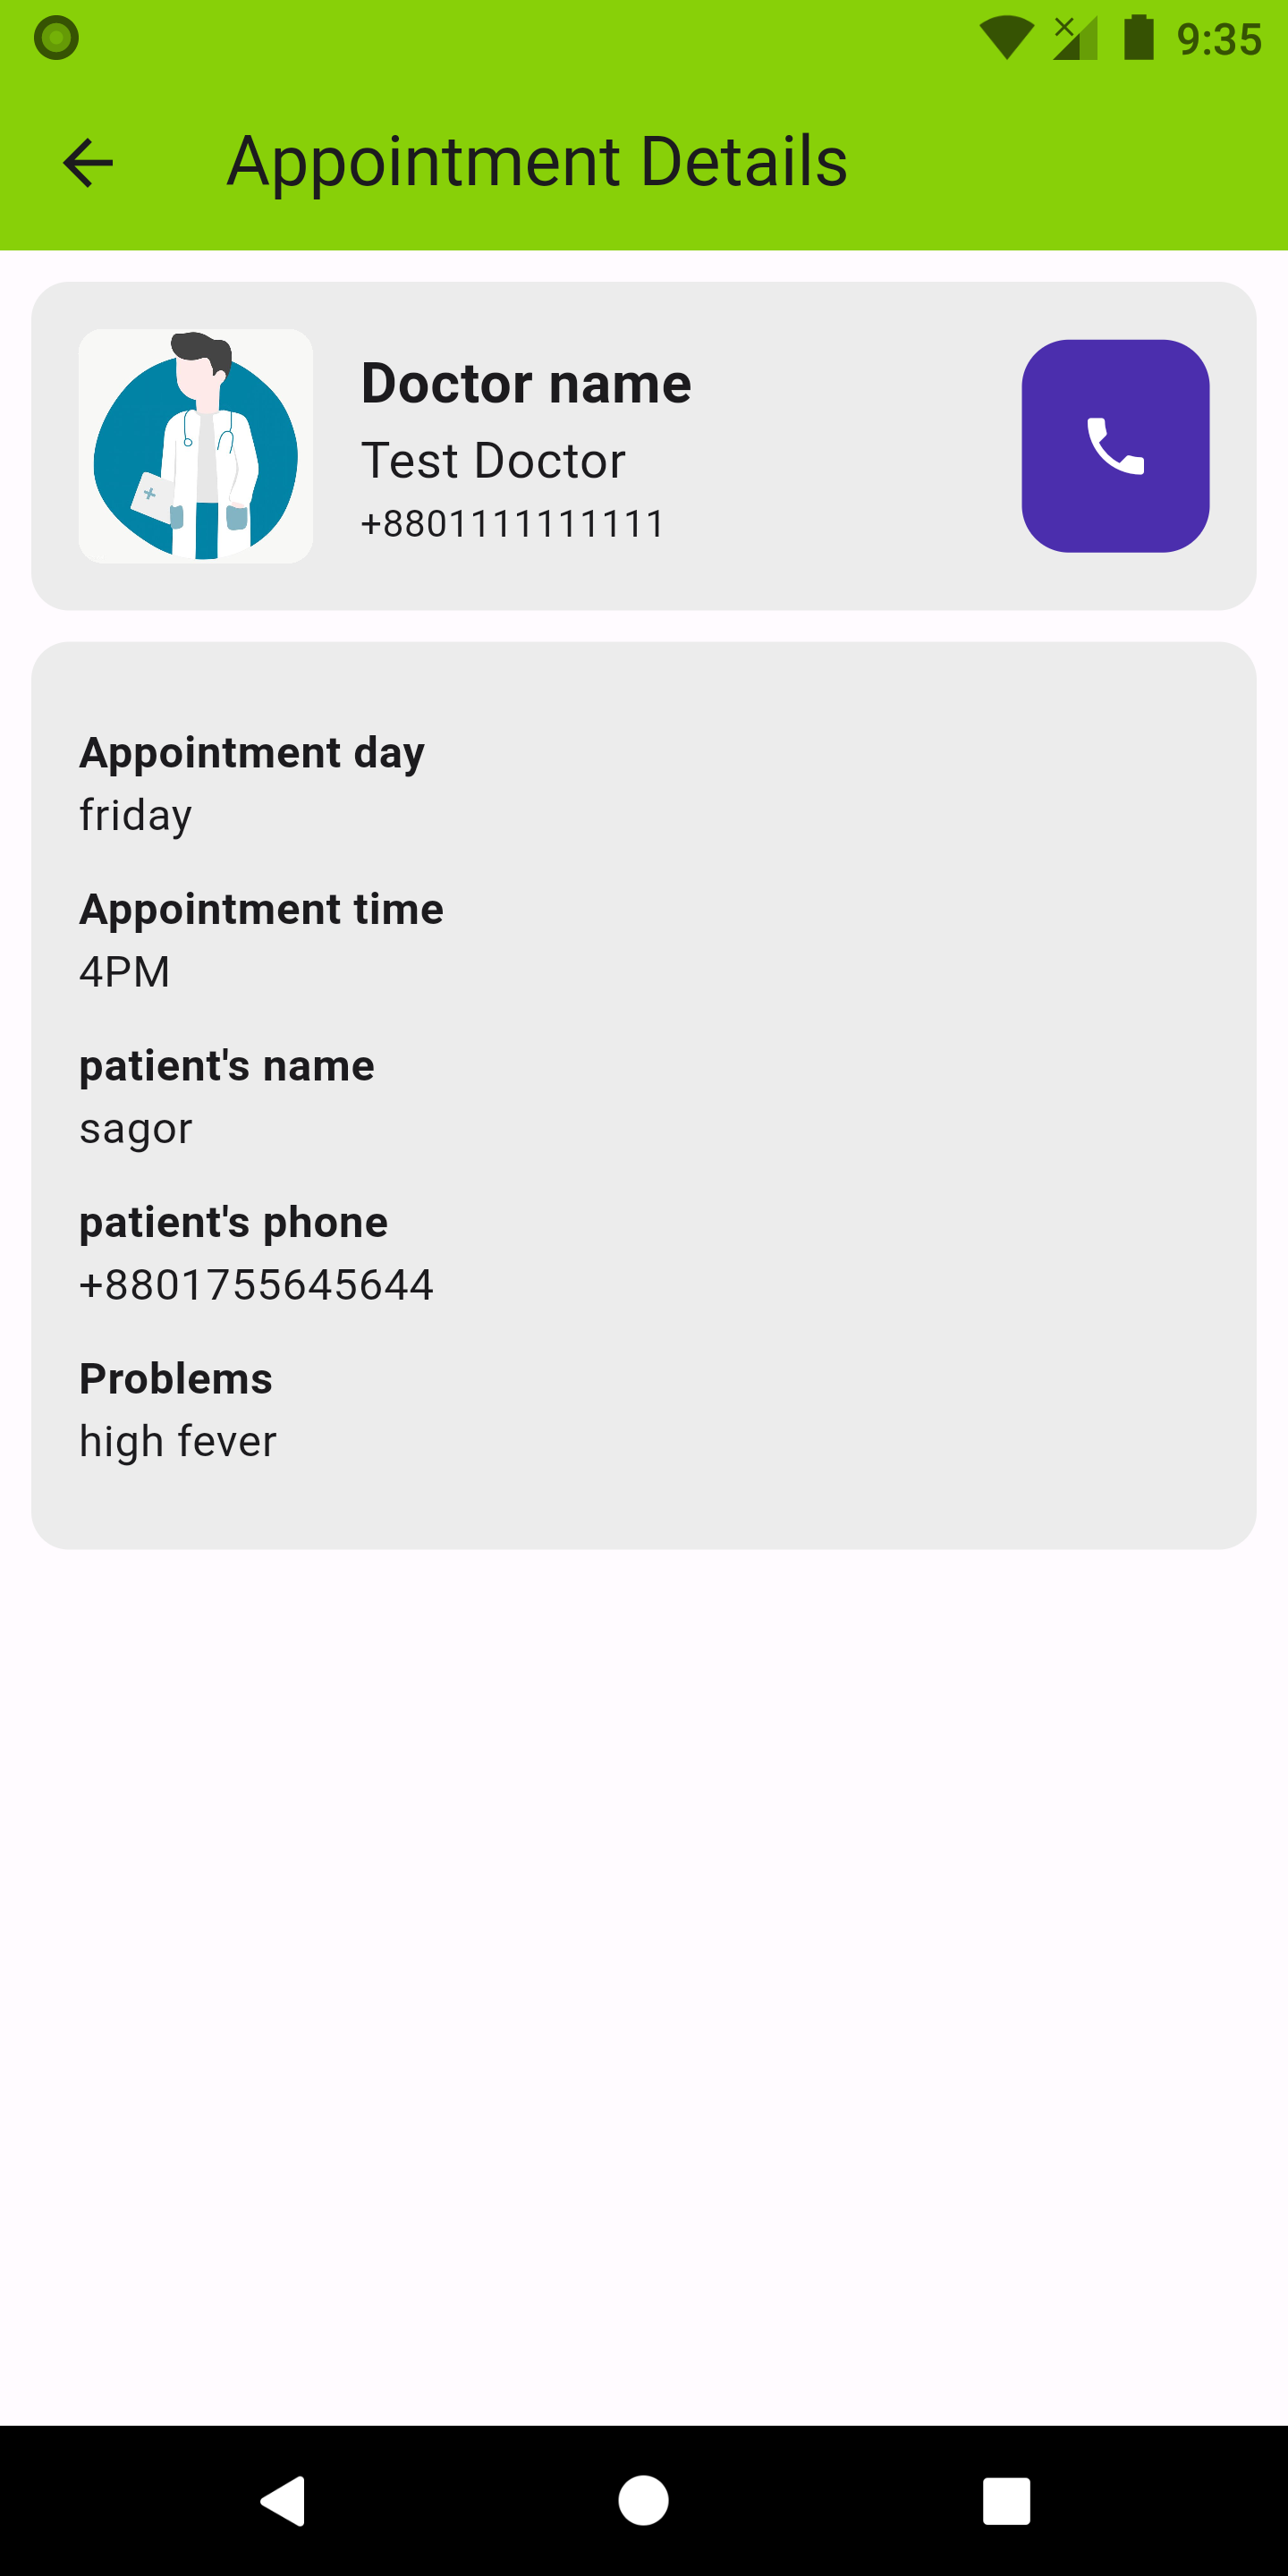 9:35
Appointment Details
Doctor name
Test Doctor
+8801111111111
Appointment day
friday
Appointment time
4PM
patient's name
sagor
patient's phone
+8801755645644
Problems
high fever